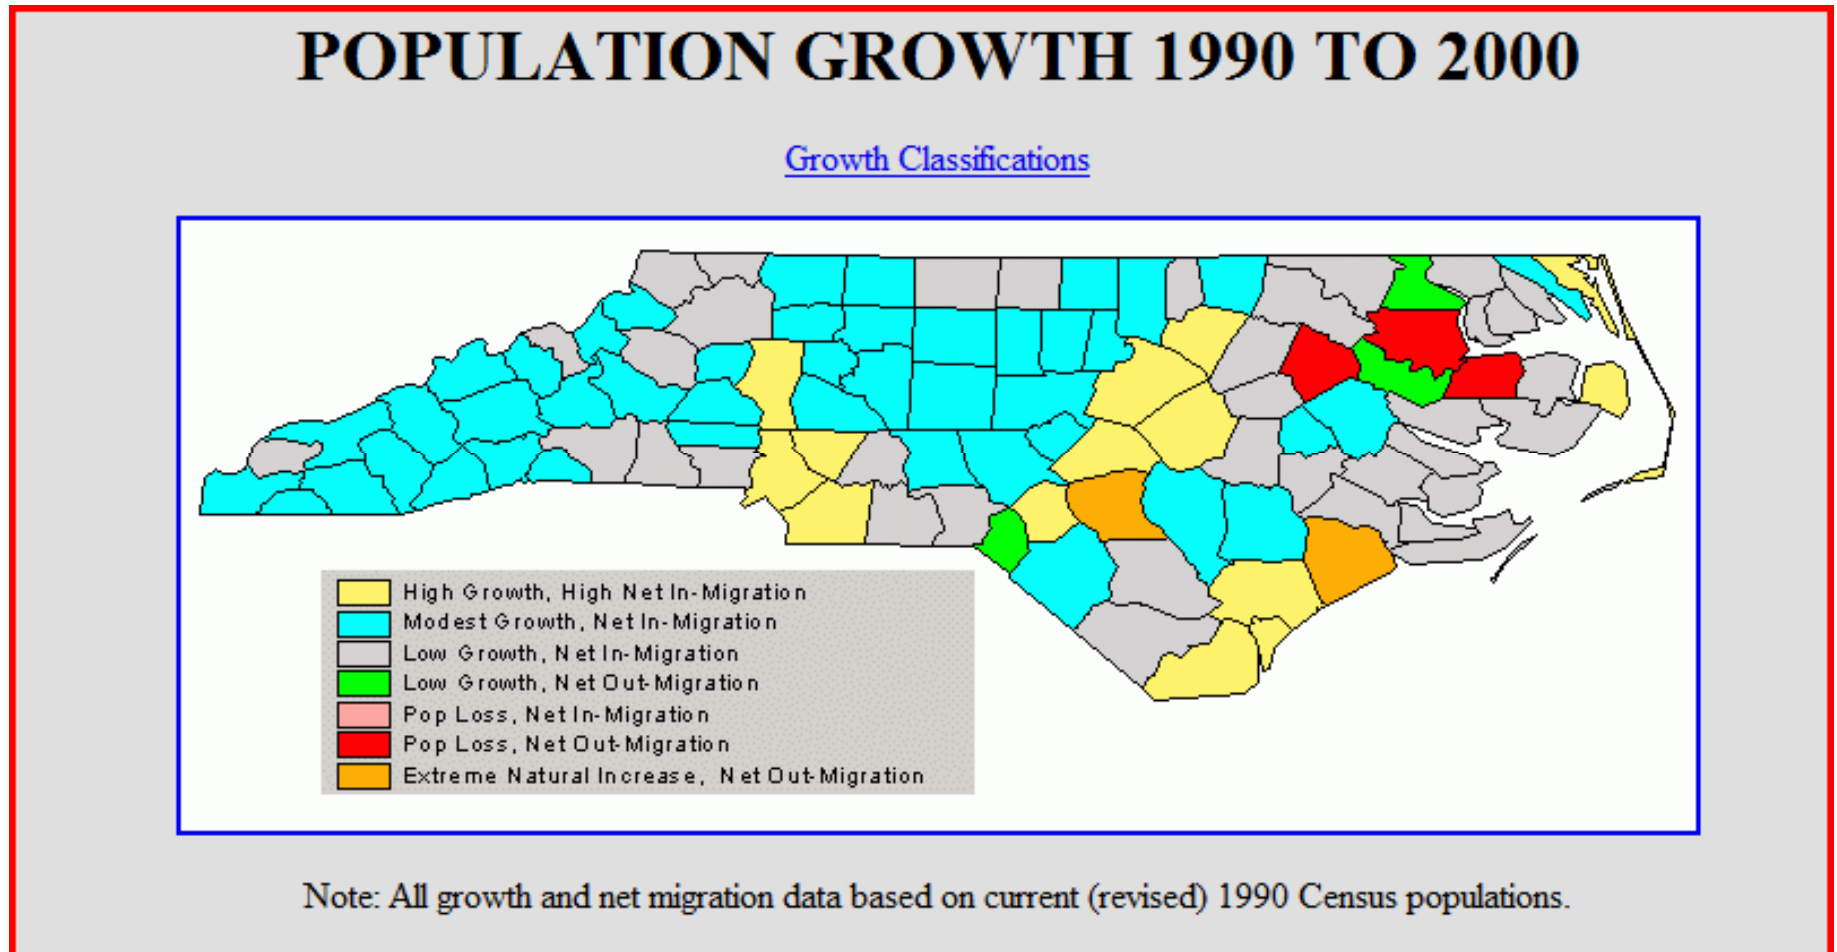 POPULATION GROWTH 1990 TO 2000
Growth Classifications
High Growth, High Net In-Migration
Modest Growth, Net In-Migration
Low Growth, Net In-Migration
Low Growth, Net Out-Migration
Pop Loss, Net In-Migration
Pop Loss, Net Out-Migration
Extreme Natural Increase, Net Out-Migration
Note: All growth and net migration data based on current (revised) 1990 Census populations.